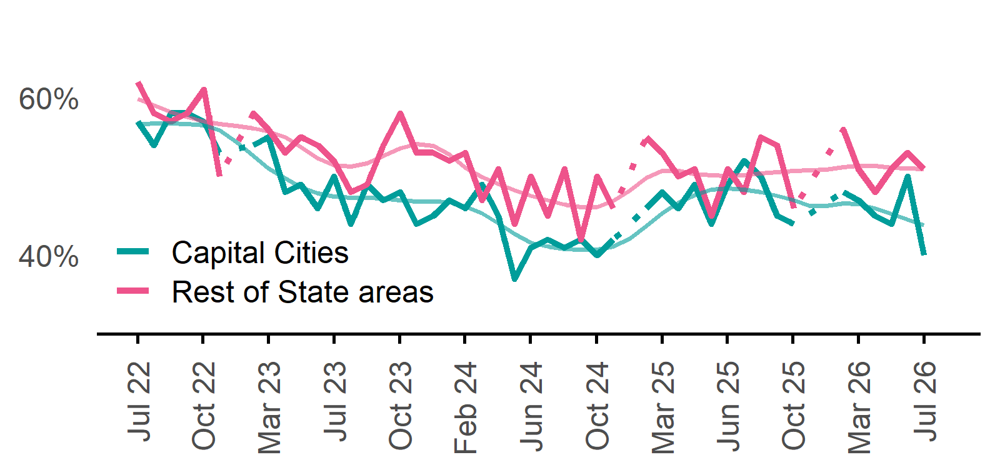 60%
40%
Capital Cities
Rest of State areas
Jul 22
Oct 22
Mar 23
Jul 23
Oct 23
Feb 24
Jun 24
Oct 24
Mar 25
Jun 25
Oct 25
Mar 26
Jul 26